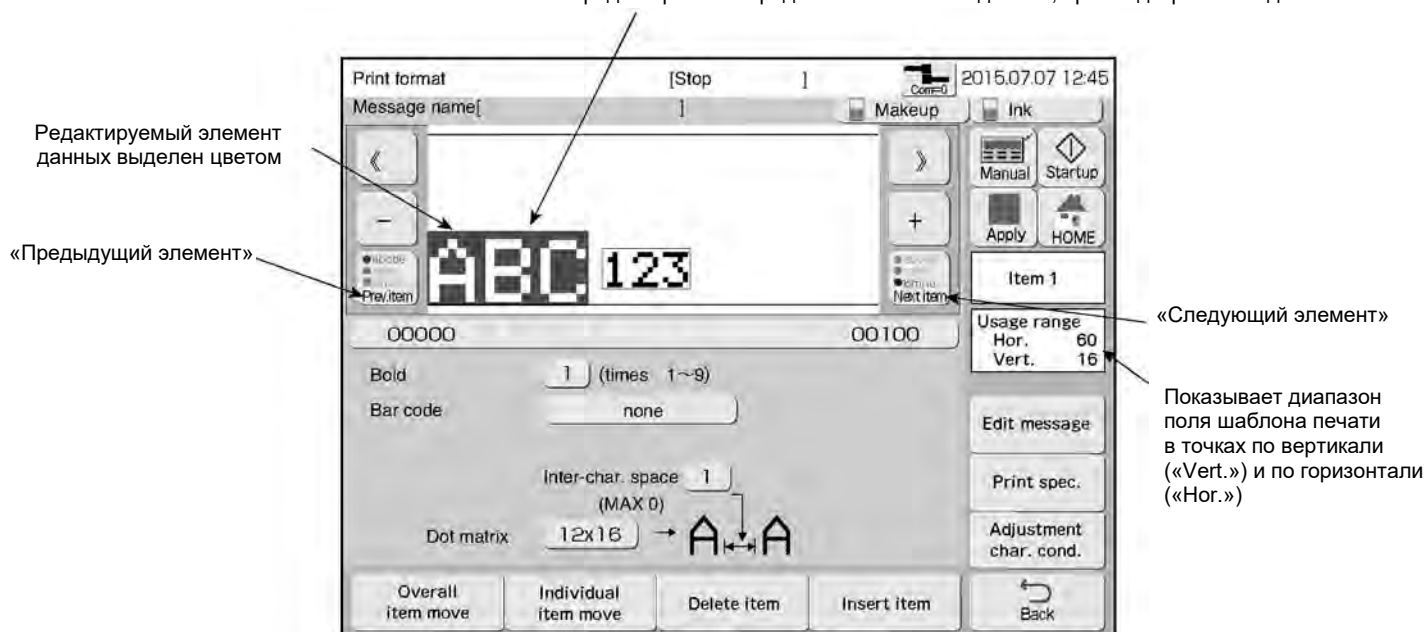 Print format [Stop ] Com=0 2015.07.07 12:45
Message name[ ] Makeup Ink
Редактируемый элемент
данных выделен цветом
《 》 Manual Startup
- + Apply HOME
«Предыдущий элемент»
ABC 123
Prev.item Next item
Item 1
«Следующий элемент»
00000 00100
Usage range
Hor. 60
Vert. 16
Bold 1 (times 1~9)
Bar code none
Показывает диапазон
поля шаблона печати
в точках по вертикали
(«Vert.») и по горизонтали
(«Hor.»)
Edit message
Inter-char. space 1
(MAX 0)
Print spec.
Dot matrix 12x16 → A A
Adjustment
char. cond.
Overall
item move
Individual
item move
Delete item
Insert item
Back